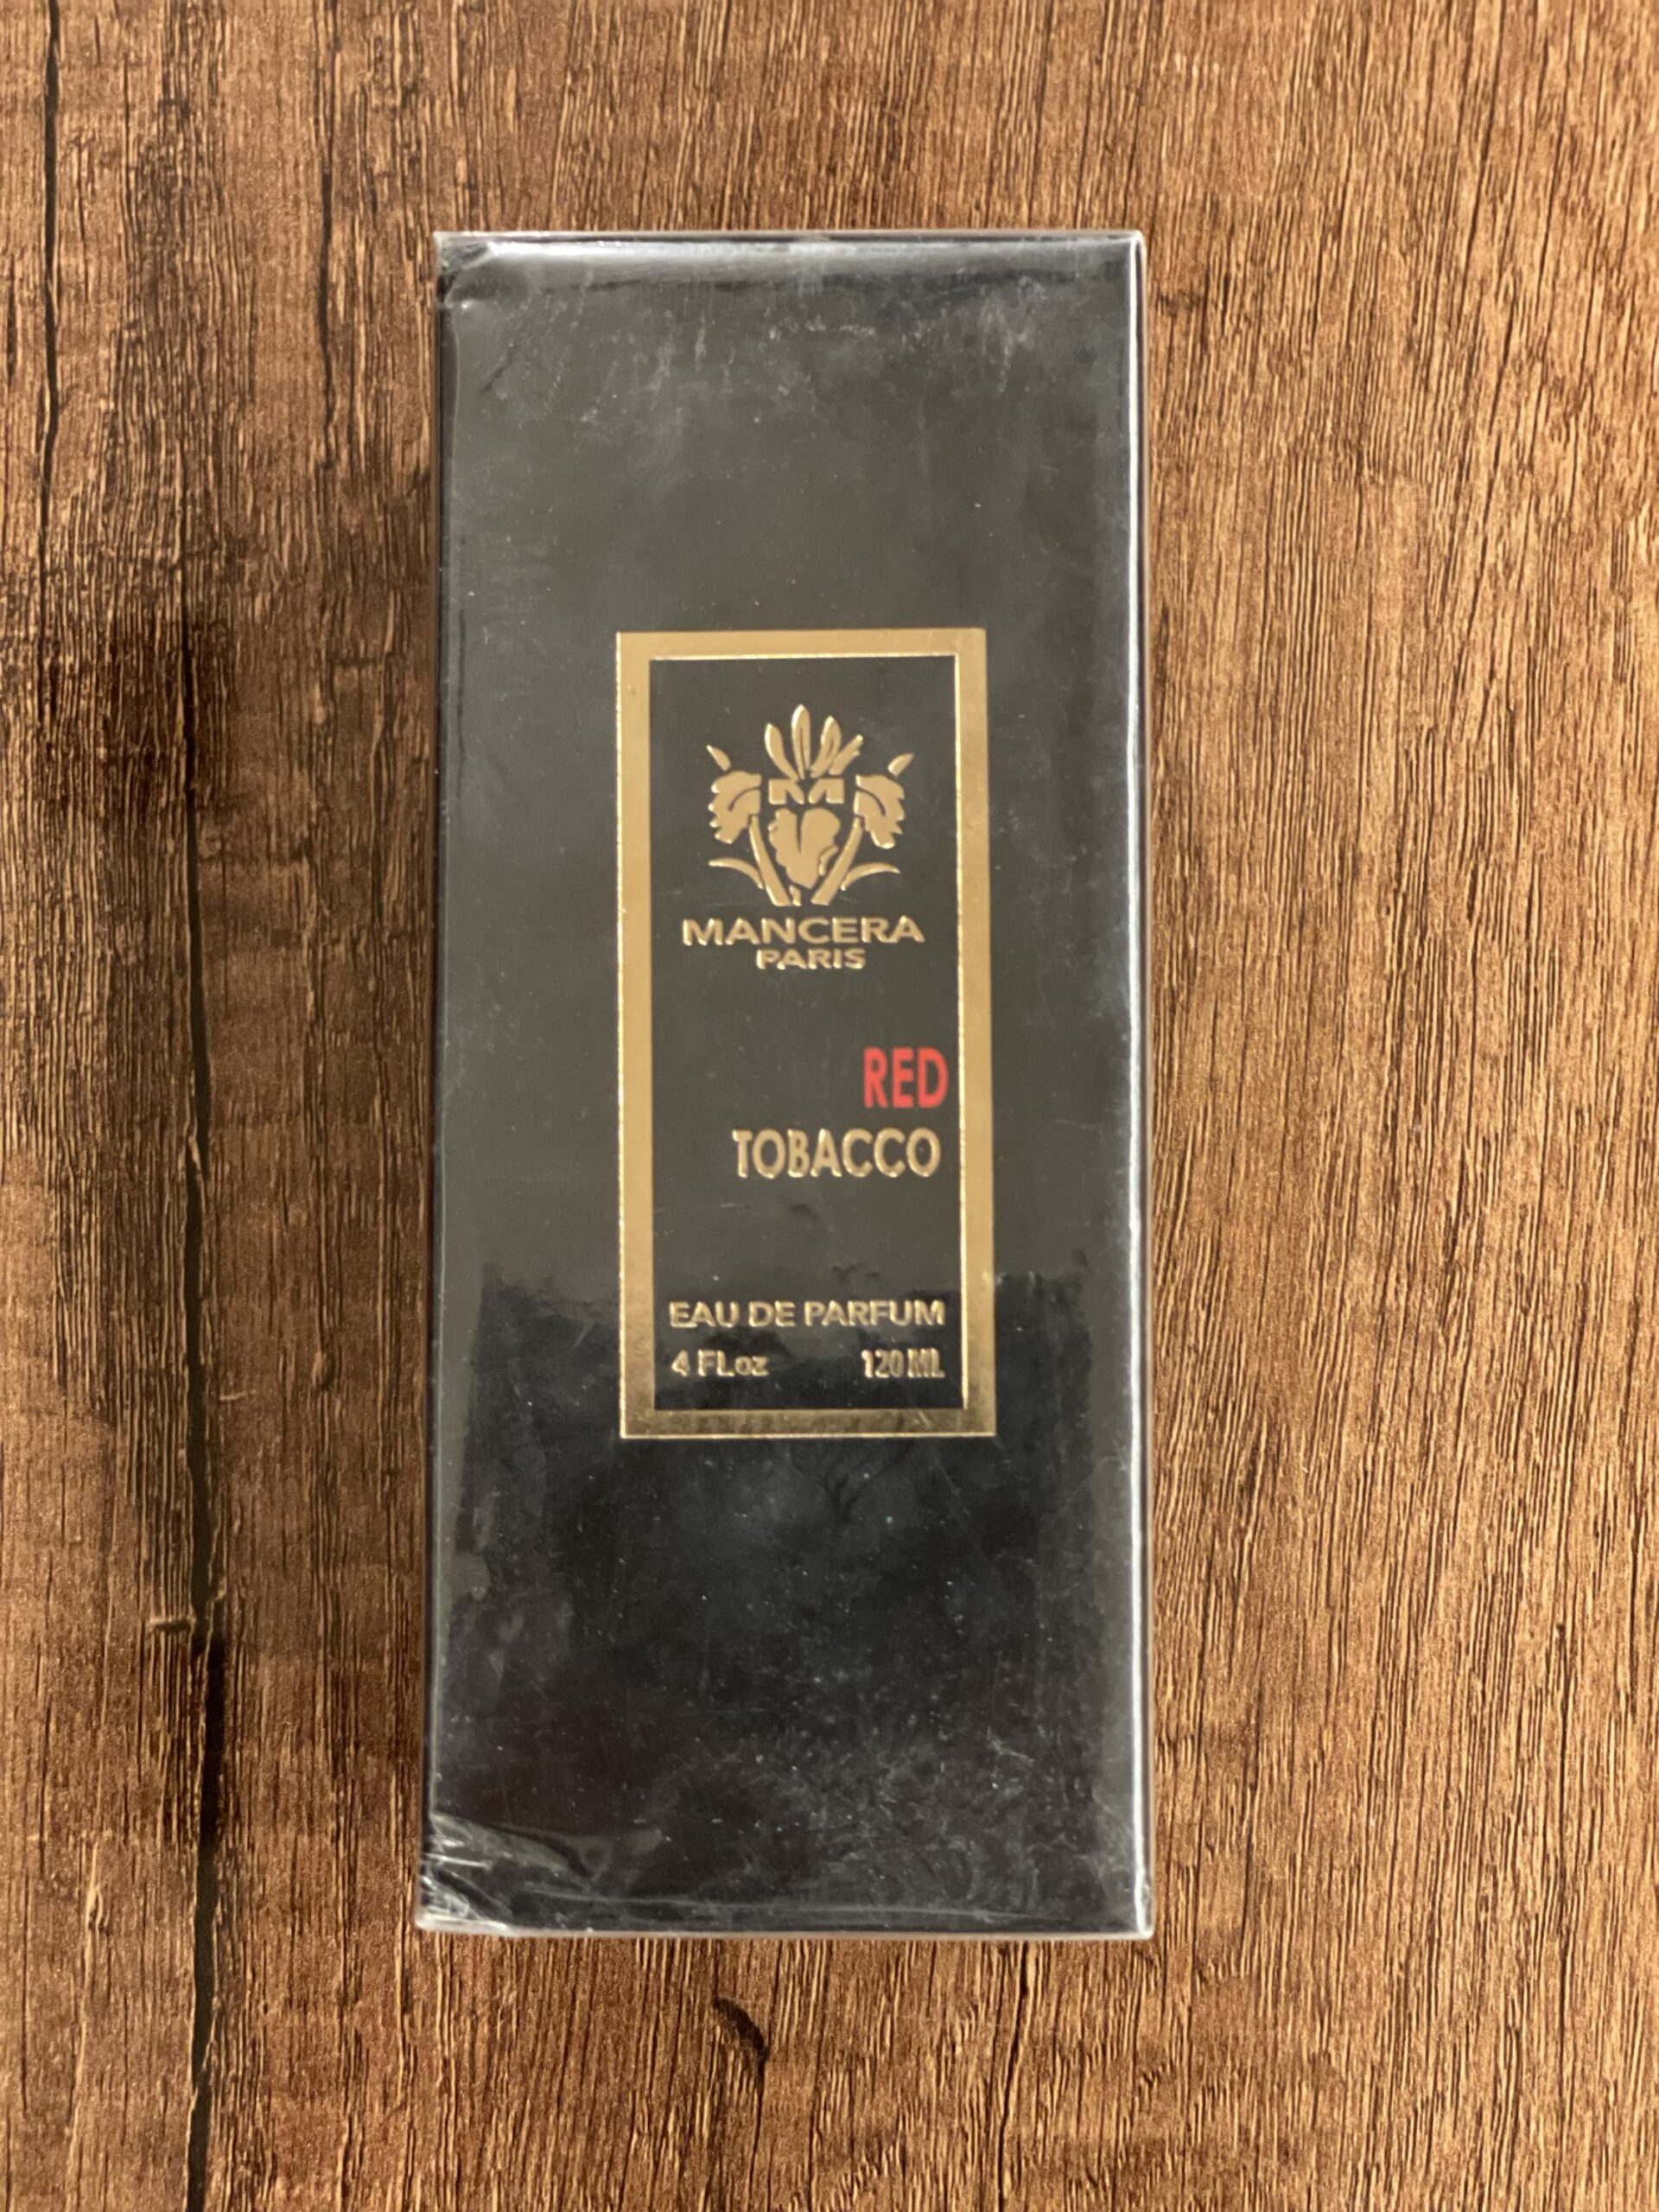 M
MANCERA
PARIS
RED
TOBACCO
EAU DE PARFUM
4 FL.oz 120 ML